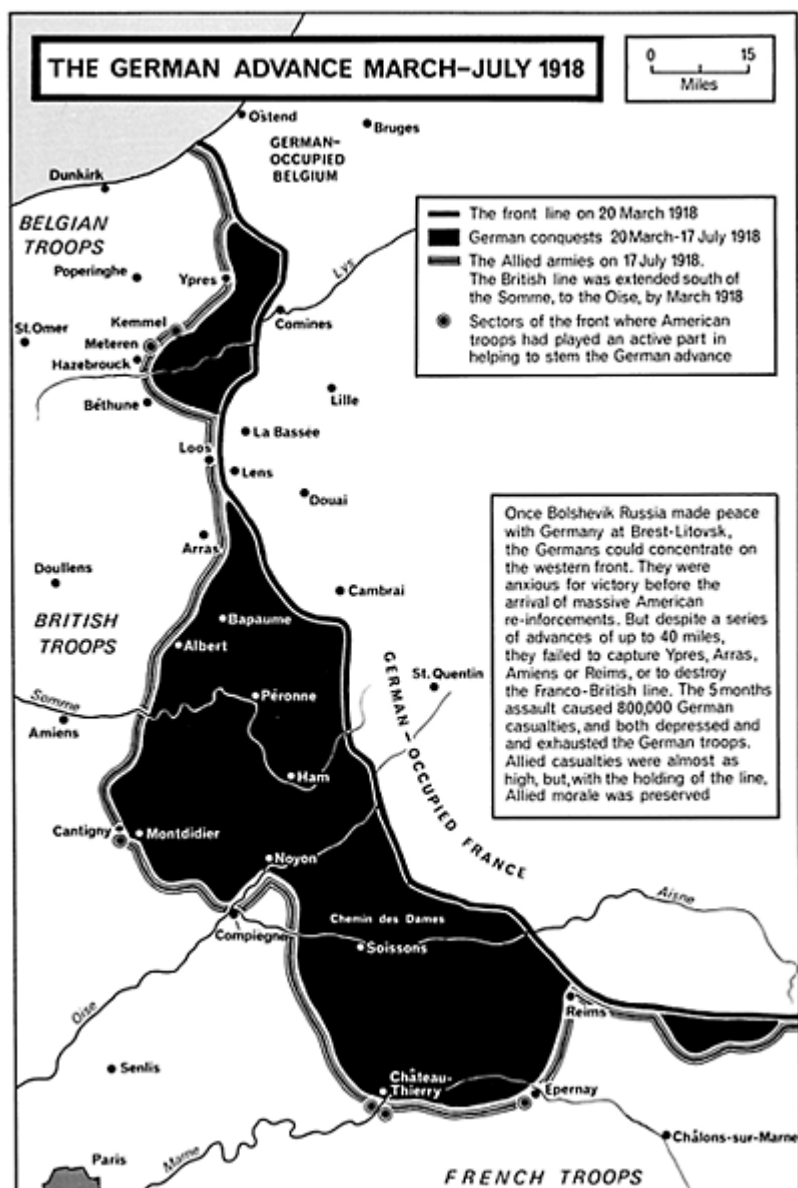 THE GERMAN ADVANCE MARCH–JULY 1918
0 15
Miles
Ostend
Bruges
GERMAN-
OCCUPIED
BELGIUM
Dunkirk
BELGIAN
TROOPS
Poperinghe
Ypres
Lys
Kemmel
Comines
St.Omer
Meteren
Hazebrouck
Béthune
Lille
La Bassée
Loos
Lens
Douai
Arras
Doullens
Cambrai
BRITISH
TROOPS
Bapaume
Albert
St.Quentin
Somme
Péronne
Amiens
GERMAN–OCCUPIED FRANCE
Ham
Cantigny
Montdidier
Noyon
Aisne
Chemin des Dames
Compiegne
Soissons
Oise
Reims
Senlis
Château-
Thierry
Epernay
Marne
Châlons-sur-Marne
Paris
FRENCH TROOPS
The front line on 20 March 1918
German conquests 20 March-17 July 1918
The Allied armies on 17 July 1918.
The British line was extended south of
the Somme, to the Oise, by March 1918
Sectors of the front where American
troops had played an active part in
helping to stem the German advance
Once Bolshevik Russia made peace
with Germany at Brest-Litovsk,
the Germans could concentrate on
the western front. They were
anxious for victory before the
arrival of massive American
re-inforcements. But despite a series
of advances of up to 40 miles,
they failed to capture Ypres, Arras,
Amiens or Reims, or to destroy
the Franco-British line. The 5 months
assault caused 800,000 German
casualties, and both depressed and
and exhausted the German troops.
Allied casualties were almost as
high, but, with the holding of the line,
Allied morale was preserved